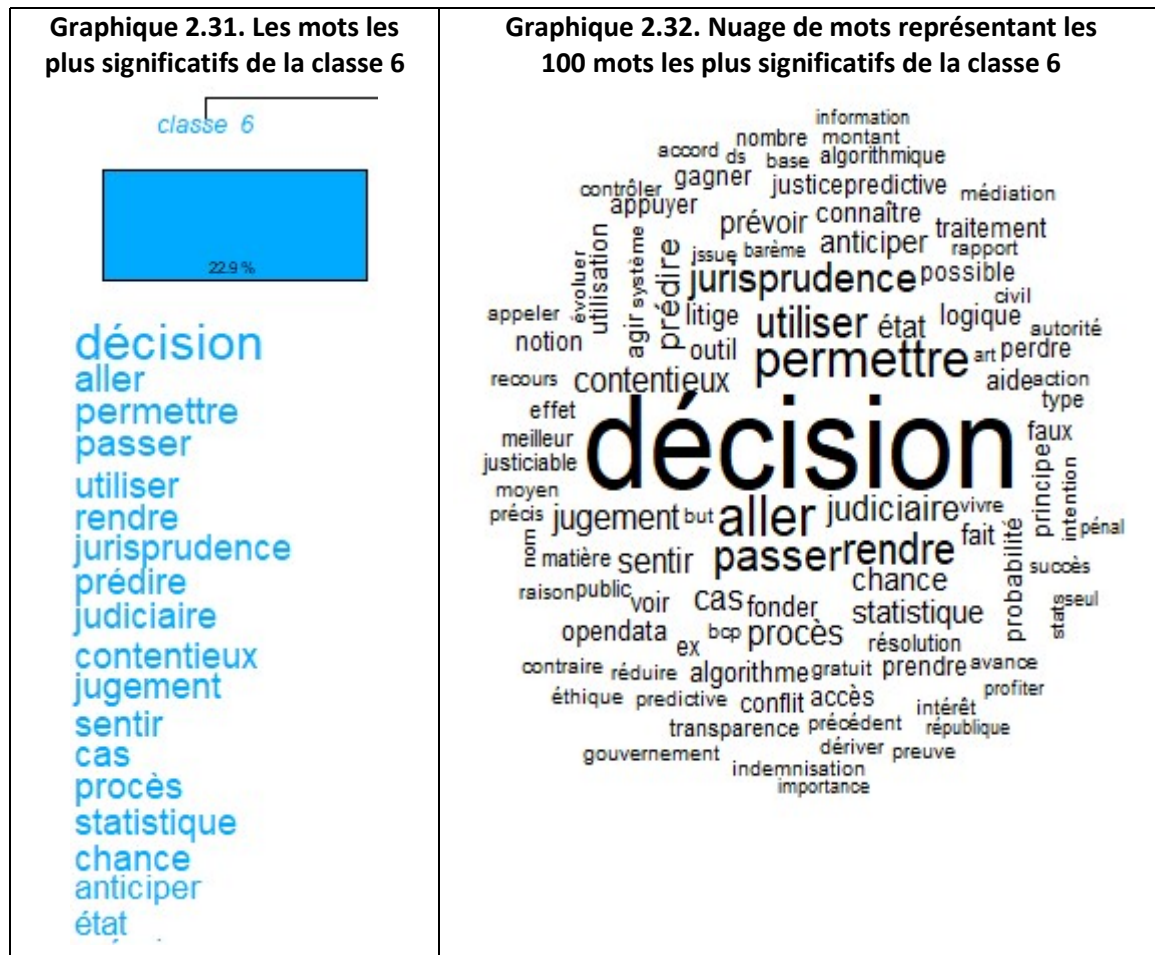 Graphique 2.31. Les mots les
plus significatifs de la classe 6
classe 6
22.9 %
décision
aller
permettre
passer
utiliser
rendre
jurisprudence
prédire
judiciaire
contentieux
jugement
sentir
cas
procès
statistique
chance
anticiper
état
Graphique 2.32. Nuage de mots représentant les
100 mots les plus significatifs de la classe 6
information
nombre montant
accord ds base algorithmique
contrôler gagner justicepredictive médiation
appuyer prévoir connaître traitement
évoluer utilisation agir système prédire issue barème anticiper rapport
jurisprudence possible
civil
appeler litige utiliser état logique autorité
notion outil permettre art perdre
recours contentieux aide action
effet type
meilleur décision faux
justiciable principe intention
moyen
précis jugement but aller judiciaire vivre pénal
nom matière sentir passer rendre fait probabilité succès
raison public voir cas fonder chance statistique stats seul
opendata ex bcp procès résolution
contraire réduire algorithme gratuit prendre avance
éthique predictive conflit accès intérêt profiter
transparence précédent république
gouvernement dériver preuve
indemnisation
importance